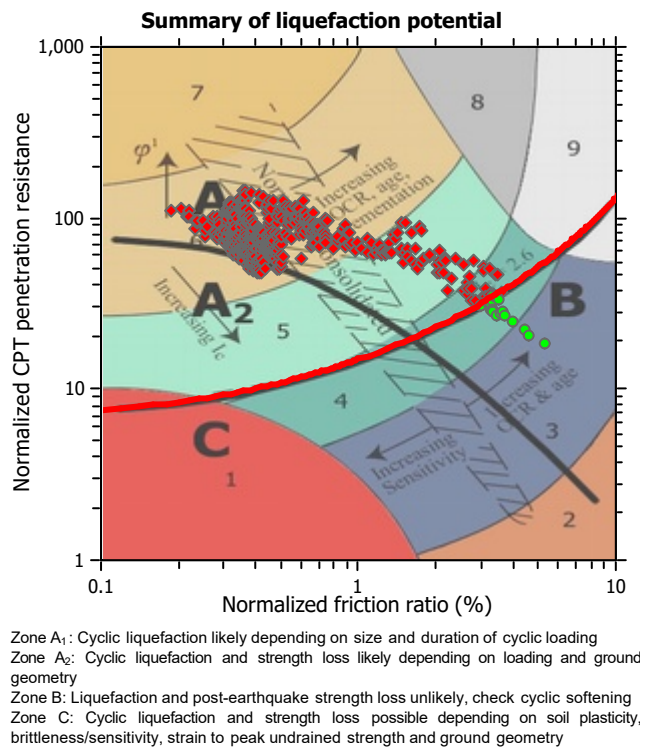 Summary of liquefaction potential
Normalized CPT penetration resistance
1,000
100
10
1
7
8
9
φ'
Increasing
OCR, age,
cementation
A
A2
Increasing Ic
5
consolidated
2.6
B
4
Increasing
OCR & age
3
Increasing
Sensitivity
C
1
2
0.1
1
10
Normalized friction ratio (%)
Zone A1: Cyclic liquefaction likely depending on size and duration of cyclic loading
Zone A2: Cyclic liquefaction and strength loss likely depending on loading and ground
geometry
Zone B: Liquefaction and post-earthquake strength loss unlikely, check cyclic softening
Zone C: Cyclic liquefaction and strength loss possible depending on soil plasticity,
brittleness/sensitivity, strain to peak undrained strength and ground geometry